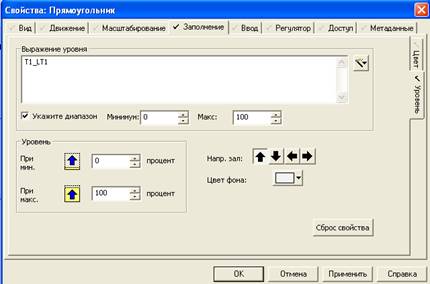 Свойства: Прямоугольник
Вид Движение Масштабирование Заполнение Ввод Регулятор Доступ Метаданные
Выражение уровня
T1_LT1
Цвет
Уровень
Укажите диапазон Минимун: 0 Макс: 100
Уровень
При мин. 0 процент
Напр. зал:
При макс. 100 процент
Цвет фона:
Сброс свойства
ОК Отмена Применить Справка